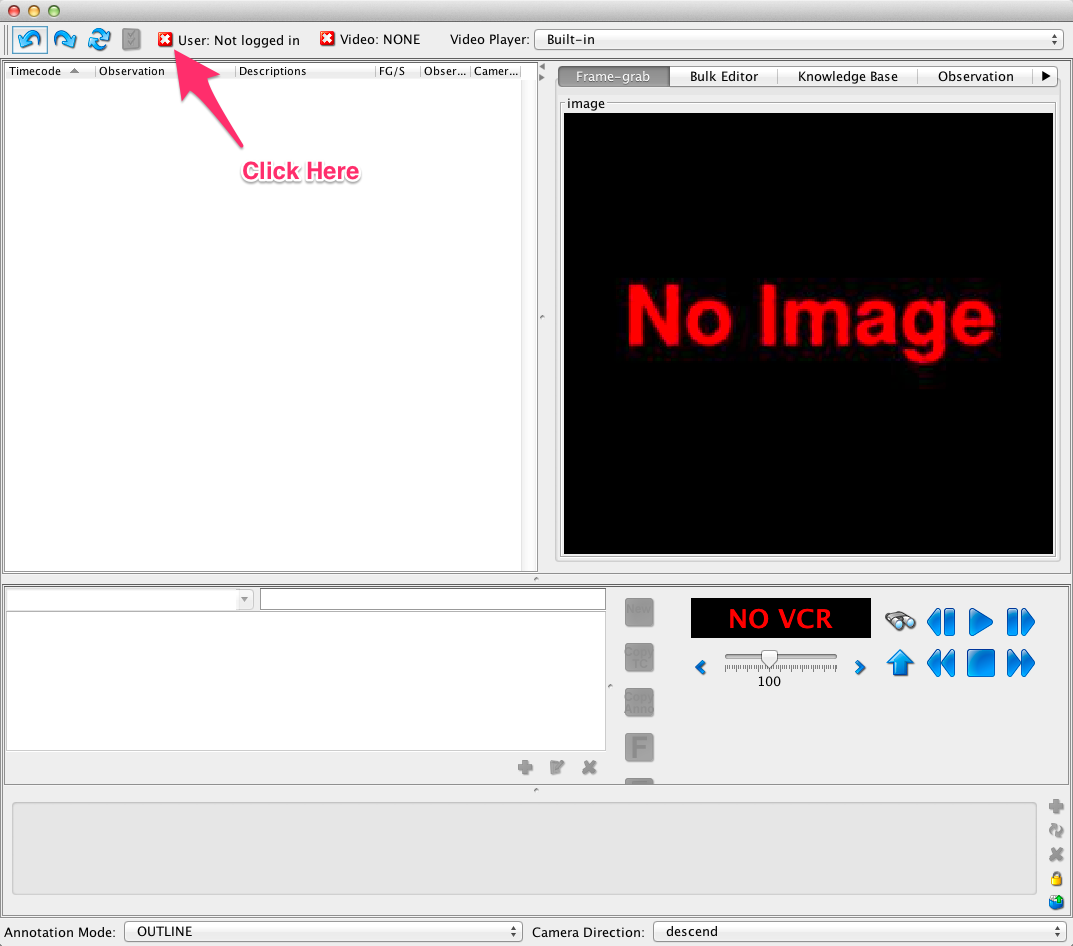 User: Not logged in
Video: NONE
Video Player:
Built-in
Timecode
Observation
Descriptions
FG/S
Obser...
Camer...
Click Here
Frame-grab
Bulk Editor
Knowledge Base
Observation
image
No Image
New
Copy
TC
Copy
Anno
F
NO VCR
100
Annotation Mode:
OUTLINE
Camera Direction:
descend